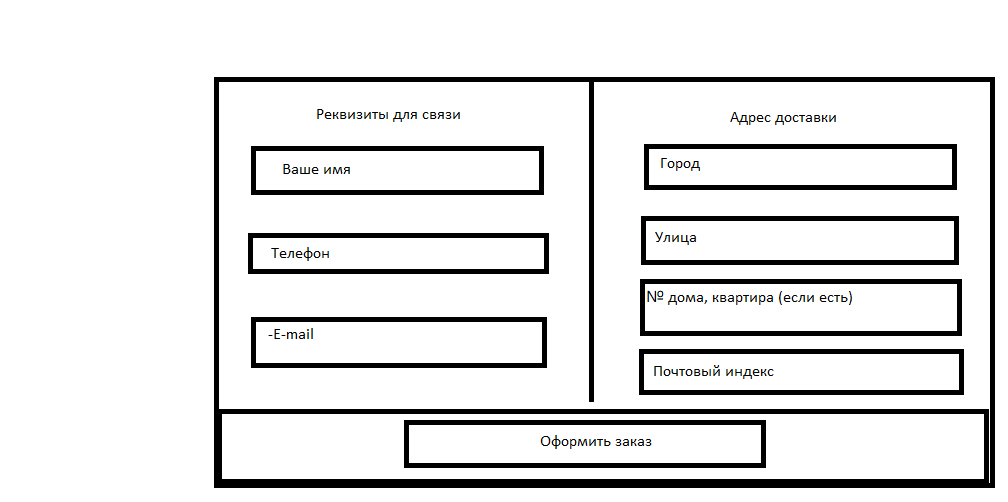 Реквизиты для связи
Ваше имя
Телефон
-E-mail
Адрес доставки
Город
Улица
№ дома, квартира (если есть)
Почтовый индекс
Оформить заказ